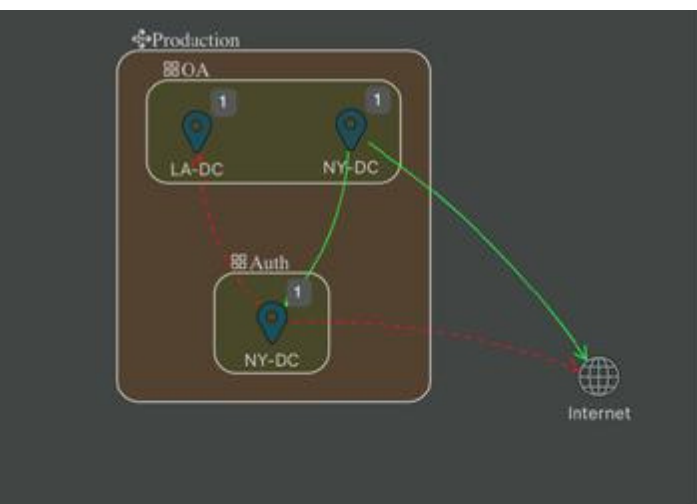 Production
OA
1
1
LA-DC
NY-DC
Auth
1
NY-DC
Internet